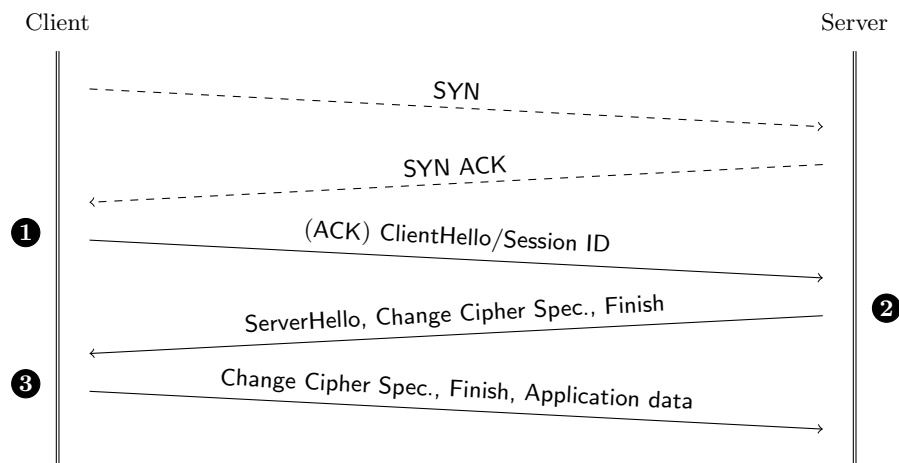 Client
Server
SYN
SYN ACK
1
(ACK) ClientHello/Session ID
2
ServerHello, Change Cipher Spec., Finish
3
Change Cipher Spec., Finish, Application data